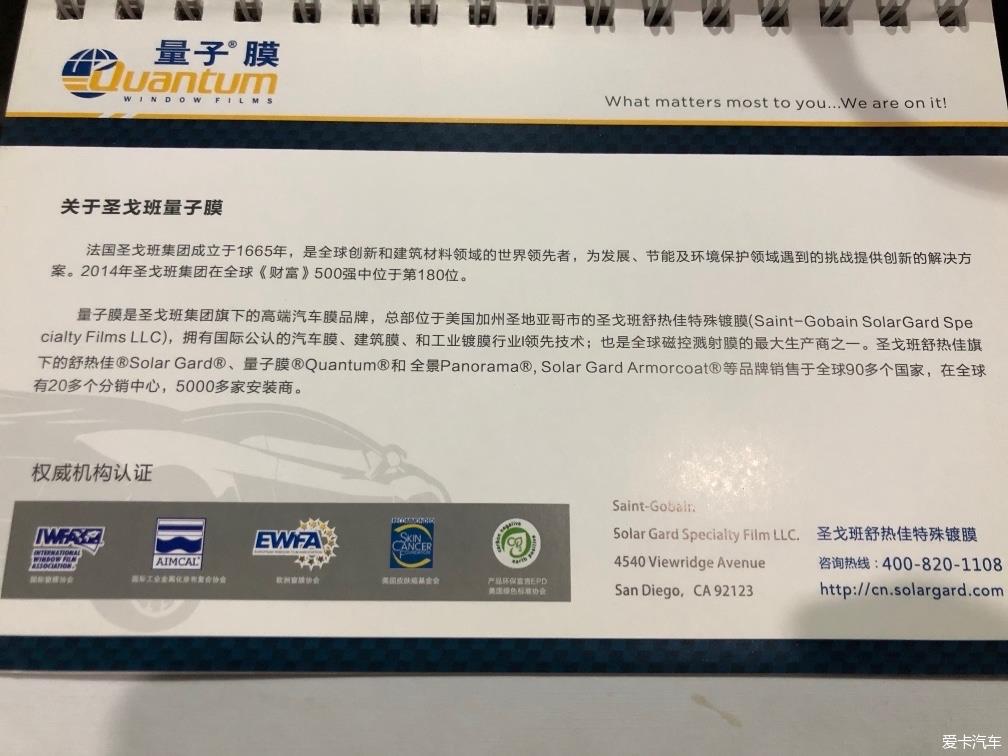 量子®膜
Quantum
WINDOW FILMS
What matters most to you...We are on it!
关于圣戈班量子膜
法国圣戈班集团成立于1665年，是全球创新和建筑材料领域的世界领先者，为发展、节能及环境保护领域遇到的挑战提供创新的解决方
案。2014年圣戈班集团在全球《财富》500强中位于第180位。
量子膜是圣戈班集团旗下的高端汽车膜品牌，总部位于美国加州圣地亚哥市的圣戈班舒热佳特殊镀膜(Saint-Gobain SolarGard Spe
cialty Films LLC)，拥有国际公认的汽车膜、建筑膜、和工业镀膜行业领先技术；也是全球磁控溅射膜的最大生产商之一。圣戈班舒热佳旗
下的舒热佳®Solar Gard®、量子膜®Quantum®和 全景Panorama®, Solar Gard Armorcoat®等品牌销售于全球90多个国家，在全球
有20多个分销中心，5000多家安装商。
权威机构认证
IWFA
INTERNATIONAL
WINDOW FILM
ASSOCIATION
国际窗膜协会
AIMCAL
国际工业金属化涂布复合协会
EWFA
EUROPEAN WINDOW FILM ASSOCIATION
欧洲窗膜协会
RECOMMENDED
SKIN
CANCER
FOUNDATION
美国皮肤癌基金会
carbon negative
earth positive
产品环保宣言EPD
美国绿色标准协会
Saint-Gobain
Solar Gard Specialty Film LLC.
4540 Viewridge Avenue
San Diego, CA 92123
圣戈班舒热佳特殊镀膜
咨询热线：400-820-1108
http://cn.solargard.com
爱卡汽车